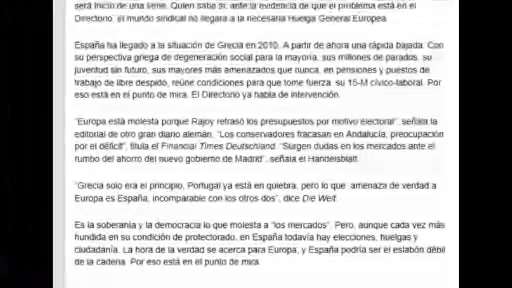 será inicio de una serie. Quien sabe si, ante la evidencia de que el problema está en el
Directorio, el mundo sindical no llegará a la necesaria Huelga General Europea.
España ha llegado a la situación de Grecia en 2010. A partir de ahora una rápida bajada. Con
su perspectiva griega de degeneración social para la mayoría, sus millones de parados, su
juventud sin futuro, sus mayores más amenazados que nunca, en pensiones y puestos de
trabajo de libre despido, reúne condiciones para que tome fuerza su 15-M cívico-laboral. Por
eso está en el punto de mira. El Directorio ya habla de intervención.
“Europa está molesta porque Rajoy retrasó los presupuestos por motivo electoral”, señala la
editorial de otro gran diario alemán. “Los conservadores fracasan en Andalucía, preocupación
por el déficit”, titula el Financial Times Deutschland. “Surgen dudas en los mercados ante el
rumbo del ahorro del nuevo gobierno de Madrid”, señala el Handelsblatt.
“Grecia solo era el principio, Portugal ya está en quiebra, pero lo que amenaza de verdad a
Europa es España, incomparable con los otros dos”, dice Die Welt.
Es la soberanía y la democracia lo que molesta a “los mercados”. Pero, aunque cada vez más
hundida en su condición de protectorado, en España todavía hay elecciones, huelgas y
ciudadanía. La hora de la verdad se acerca para Europa, y España podría ser el eslabón débil
de la cadena. Por eso está en el punto de mira.